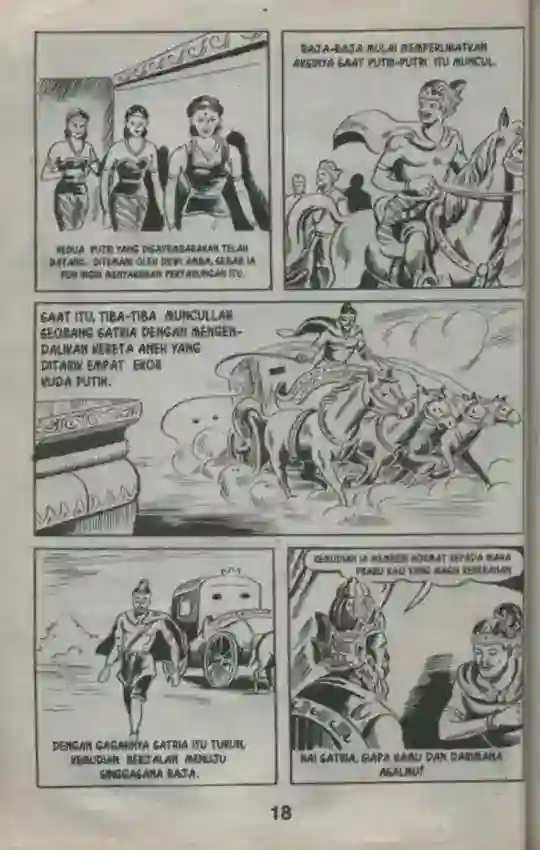 KEDUA PUTRI YANG DISAYEMBARAKAN TELAH
DATANG. DITEMANI OLEH DEWI AMBA, SEBAB IA
PUN INGIN MENYAKSIKAN PERTARUNGAN ITU.
RAJA-RAJA MULAI MEMPERLIHATKAN
AKSINYA SAAT PUTRI-PUTRI ITU MUNCUL.
SAAT ITU, TIBA-TIBA MUNCULLAH
SEORANG SATRIA DENGAN MENGEN-
DALIKAN KERETA ANEH YANG
DITARIK EMPAT EKOR
KUDA PUTIH.
DENGAN GAGAHNYA SATRIA ITU TURUN,
KEMUDIAN BERJALAN MENUJU
SINGGASANA RAJA.
KEMUDIAN IA MEMBERI HORMAT KEPADA MAHA
PRABU KASI YANG MASIH KEHERANAN
HAI SATRIA, SIAPA KAMU DAN DARIMANA
ASALMU?
18